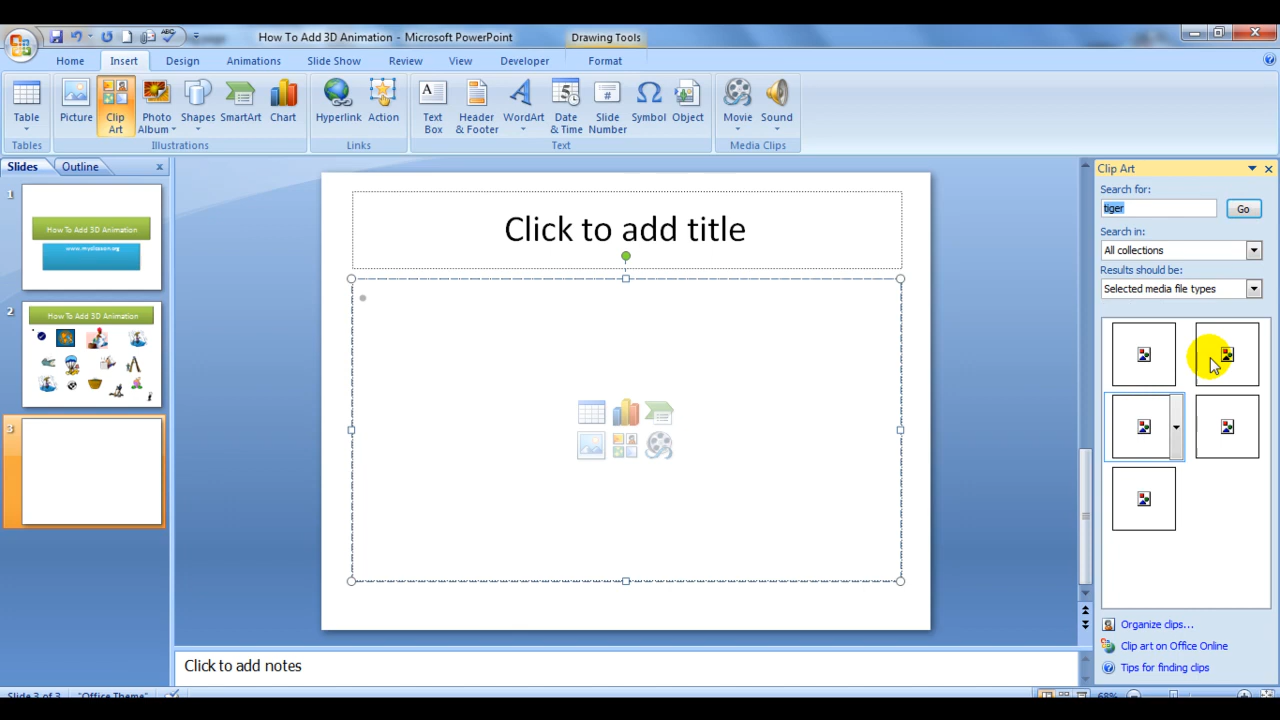 How To Add 3D Animation - Microsoft PowerPoint
Drawing Tools
Home Insert Design Animations Slide Show Review View Developer Format
Table Picture Clip Art Photo Album Shapes SmartArt Chart Hyperlink Action Text Box Header & Footer WordArt Date & Time Slide Number Symbol Object Movie Sound
Tables Illustrations Links Text Media Clips
Slides Outline
1
How To Add 3D Animation
2
How To Add 3D Animation
3
Click to add title
Click to add notes
Clip Art
Search for:
tiger Go
Search in:
All collections
Results should be:
Selected media file types
Organize clips...
Clip art on Office Online
Tips for finding clips
Slide 3 of 3 "Office Theme" 68%